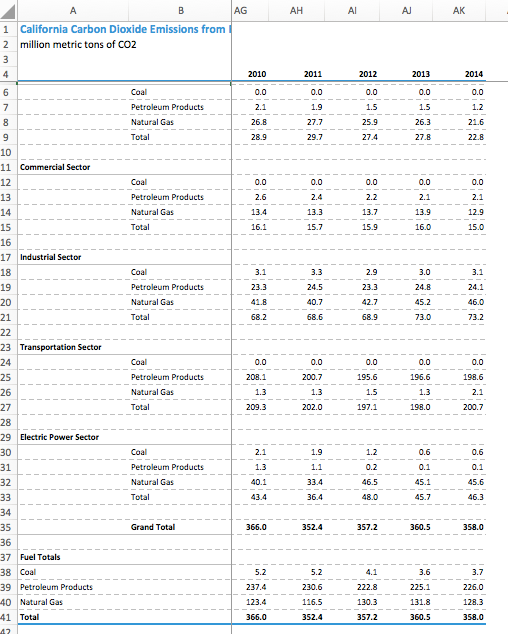 A B AG AH AI AJ AK
1 California Carbon Dioxide Emissions from
2 million metric tons of CO2
3
4 2010 2011 2012 2013 2014
6 Coal 0.0 0.0 0.0 0.0 0.0
7 Petroleum Products 2.1 1.9 1.5 1.5 1.2
8 Natural Gas 26.8 27.7 25.9 26.3 21.6
9 Total 28.9 29.7 27.4 27.8 22.8
10
11 Commercial Sector
12 Coal 0.0 0.0 0.0 0.0 0.0
13 Petroleum Products 2.6 2.4 2.2 2.1 2.1
14 Natural Gas 13.4 13.3 13.7 13.9 12.9
15 Total 16.1 15.7 15.9 16.0 15.0
16
17 Industrial Sector
18 Coal 3.1 3.3 2.9 3.0 3.1
19 Petroleum Products 23.3 24.5 23.3 24.8 24.1
20 Natural Gas 41.8 40.7 42.7 45.2 46.0
21 Total 68.2 68.6 68.9 73.0 73.2
22
23 Transportation Sector
24 Coal 0.0 0.0 0.0 0.0 0.0
25 Petroleum Products 208.1 200.7 195.6 196.6 198.6
26 Natural Gas 1.3 1.3 1.5 1.3 2.1
27 Total 209.3 202.0 197.1 198.0 200.7
28
29 Electric Power Sector
30 Coal 2.1 1.9 1.2 0.6 0.6
31 Petroleum Products 1.3 1.1 0.2 0.1 0.1
32 Natural Gas 40.1 33.4 46.5 45.1 45.6
33 Total 43.4 36.4 48.0 45.7 46.3
34
35 Grand Total 366.0 352.4 357.2 360.5 358.0
36
37 Fuel Totals
38 Coal 5.2 5.2 4.1 3.6 3.7
39 Petroleum Products 237.4 230.6 222.8 225.1 226.0
40 Natural Gas 123.4 116.5 130.3 131.8 128.3
41 Total 366.0 352.4 357.2 360.5 358.0
42